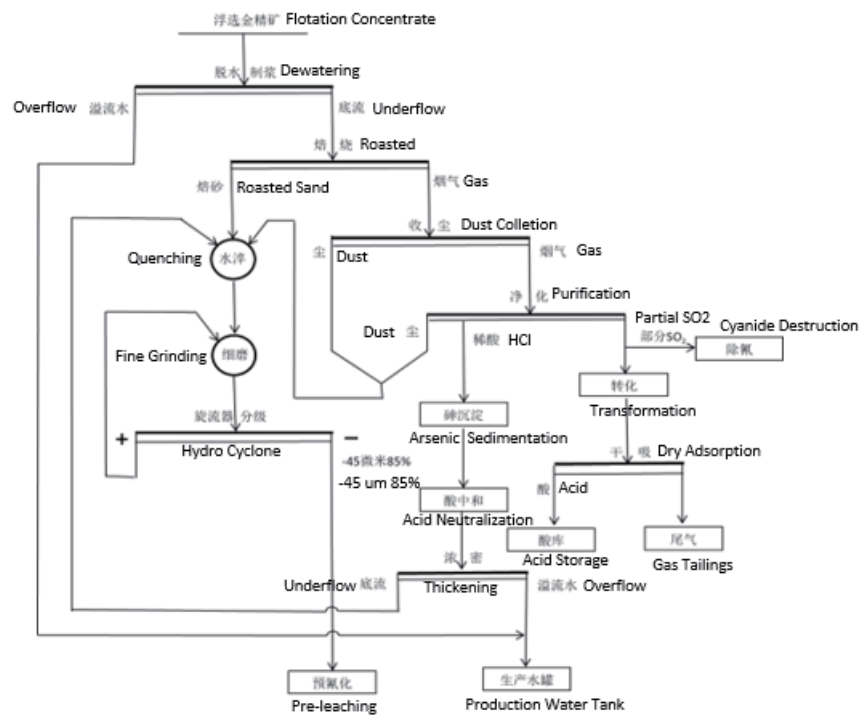 浮选金精矿 Flotation Concentrate
脱水 制浆 Dewatering
Overflow 溢流水
底流 Underflow
焙 烧 Roasted
焙砂 Roasted Sand
烟气 Gas
收 尘 Dust Colletion
尘 Dust
烟气 Gas
Quenching 水淬
净 化 Purification
Dust 尘
稀酸 HCl
Partial SO2
部分SO₂
Cyanide Destruction
除氰
Fine Grinding 细磨
转化
Transformation
砷沉淀
Arsenic Sedimentation
旋流器 分级
+
Hydro Cyclone
−
-45微米85%
-45 um 85%
干 吸 Dry Adsorption
酸 Acid
酸中和
Acid Neutralization
酸库
Acid Storage
尾气
Gas Tailings
浓 密
Underflow 底流
Thickening
溢流水 Overflow
预氰化
Pre-leaching
生产水罐
Production Water Tank